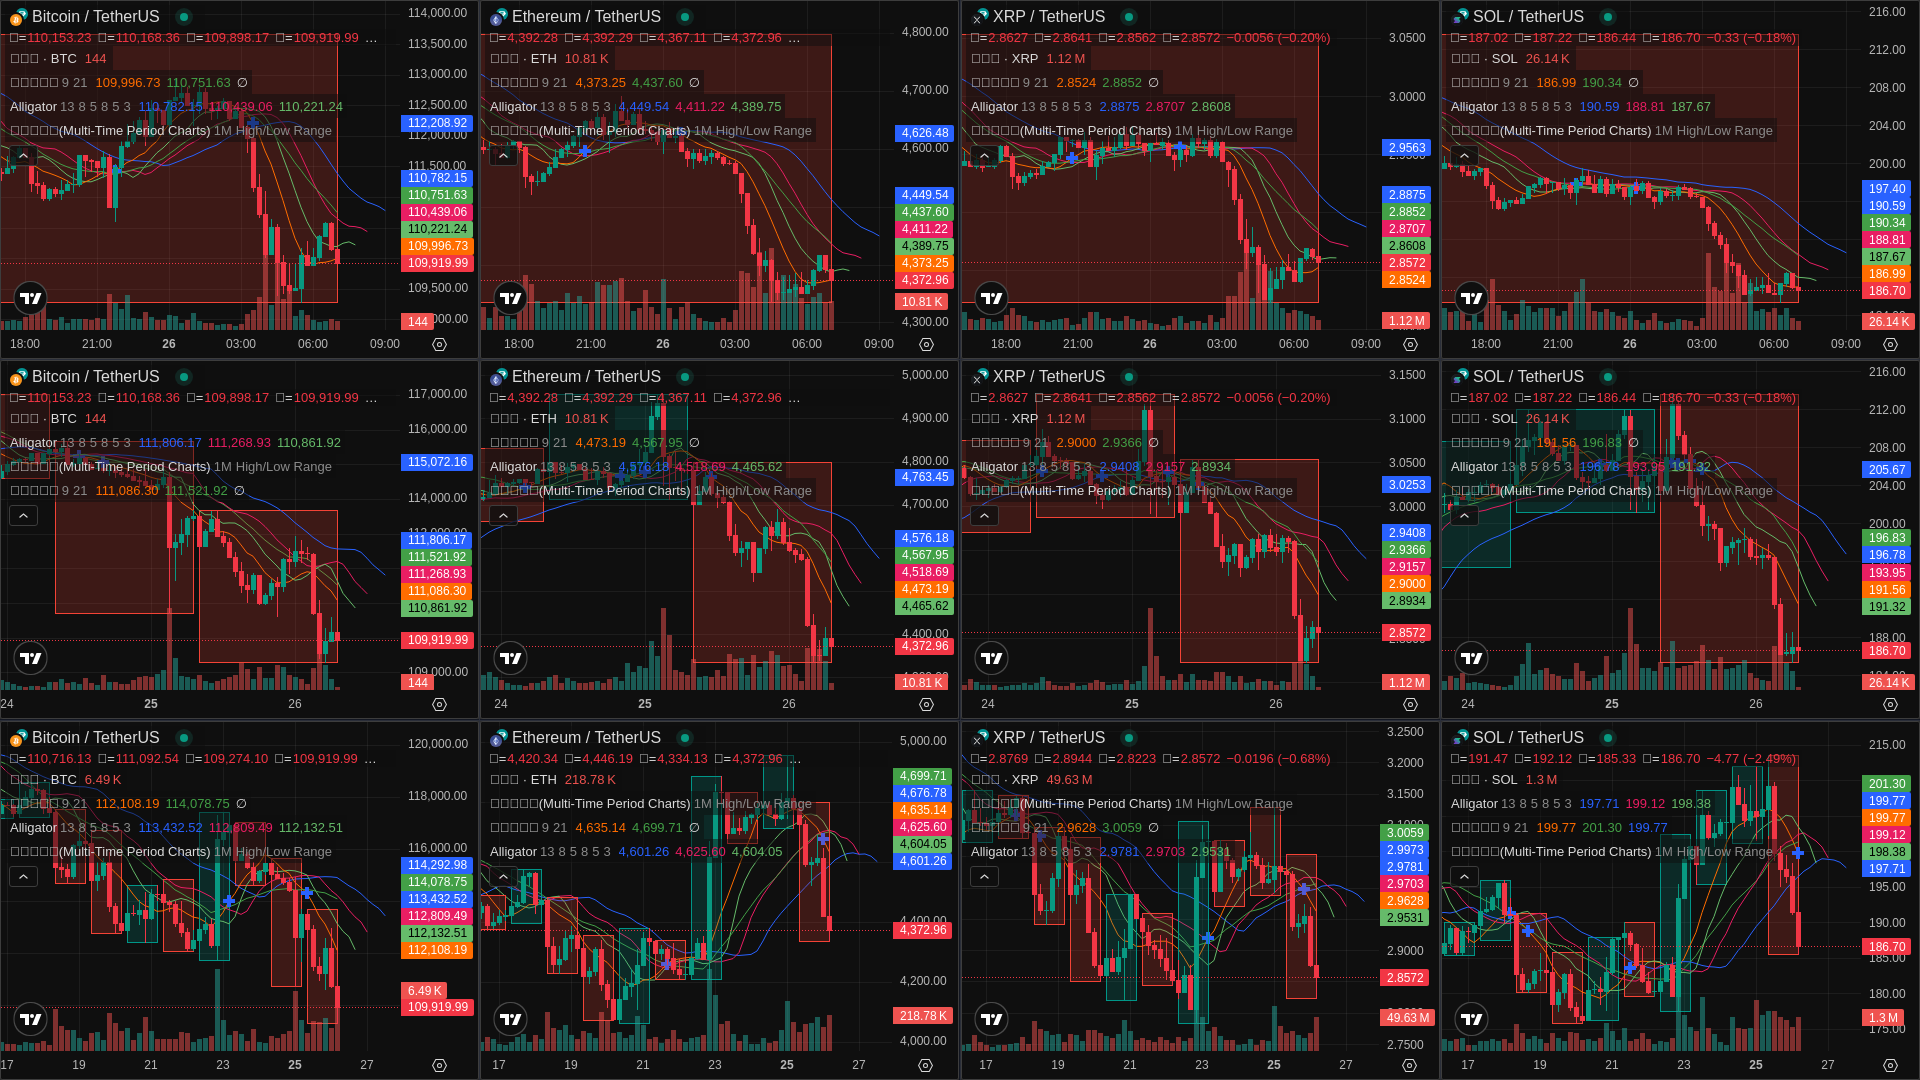 Bitcoin / TetherUS
□=110,153.23 □=110,168.36 □=109,898.17 □=109,919.99 …
□□□ · BTC 144
□□□□□ 9 21 109,996.73 110,751.63 ∅
Alligator 13 8 5 8 5 3 110,782.15 110,439.06 110,221.24
□□□□□(Multi-Time Period Charts) 1M High/Low Range
114,000.00
113,500.00
113,000.00
112,500.00
112,208.92
112,000.00
111,500.00
110,782.15
110,751.63
110,439.06
110,221.24
109,996.73
109,919.99
109,500.00
144
18:00 21:00 26 03:00 06:00 09:00
Ethereum / TetherUS
□=4,392.28 □=4,392.29 □=4,367.11 □=4,372.96 …
□□□ · ETH 10.81 K
□□□□□ 9 21 4,373.25 4,437.60 ∅
Alligator 13 8 5 8 5 3 4,449.54 4,411.22 4,389.75
□□□□□(Multi-Time Period Charts) 1M High/Low Range
4,800.00
4,700.00
4,626.48
4,600.00
4,449.54
4,437.60
4,411.22
4,389.75
4,373.25
4,372.96
10.81 K
4,300.00
18:00 21:00 26 03:00 06:00 09:00
XRP / TetherUS
□=2.8627 □=2.8641 □=2.8562 □=2.8572 −0.0056 (−0.20%)
□□□ · XRP 1.12 M
□□□□□ 9 21 2.8524 2.8852 ∅
Alligator 13 8 5 8 5 3 2.8875 2.8707 2.8608
□□□□□(Multi-Time Period Charts) 1M High/Low Range
3.0500
3.0000
2.9563
2.8875
2.8852
2.8707
2.8608
2.8572
2.8524
1.12 M
18:00 21:00 26 03:00 06:00 09:00
SOL / TetherUS
□=187.02 □=187.22 □=186.44 □=186.70 −0.33 (−0.18%)
□□□ · SOL 26.14 K
□□□□□ 9 21 186.99 190.34 ∅
Alligator 13 8 5 8 5 3 190.59 188.81 187.67
□□□□□(Multi-Time Period Charts) 1M High/Low Range
216.00
212.00
208.00
204.00
200.00
197.40
190.59
190.34
188.81
187.67
186.99
186.70
26.14 K
18:00 21:00 26 03:00 06:00 09:00
Bitcoin / TetherUS
□=110,153.23 □=110,168.36 □=109,898.17 □=109,919.99 …
□□□ · BTC 144
Alligator 13 8 5 8 5 3 111,806.17 111,268.93 110,861.92
□□□□□(Multi-Time Period Charts) 1M High/Low Range
□□□□□ 9 21 111,086.30 111,521.92 ∅
117,000.00
116,000.00
115,072.16
114,000.00
113,000.00
111,806.17
111,521.92
111,268.93
111,086.30
110,861.92
109,919.99
109,000.00
144
24 25 26
Ethereum / TetherUS
□=4,392.28 □=4,392.29 □=4,367.11 □=4,372.96 …
□□□ · ETH 10.81 K
□□□□□ 9 21 4,473.19 4,567.95 ∅
Alligator 13 8 5 8 5 3 4,576.18 4,518.69 4,465.62
□□□□□(Multi-Time Period Charts) 1M High/Low Range
5,000.00
4,900.00
4,800.00
4,763.45
4,700.00
4,576.18
4,567.95
4,518.69
4,473.19
4,465.62
4,400.00
4,372.96
10.81 K
24 25 26
XRP / TetherUS
□=2.8627 □=2.8641 □=2.8562 □=2.8572 −0.0056 (−0.20%)
□□□ · XRP 1.12 M
□□□□□ 9 21 2.9000 2.9366 ∅
Alligator 13 8 5 8 5 3 2.9408 2.9157 2.8934
□□□□□(Multi-Time Period Charts) 1M High/Low Range
3.1500
3.1000
3.0500
3.0253
3.0000
2.9408
2.9366
2.9157
2.9000
2.8934
2.8572
1.12 M
24 25 26
SOL / TetherUS
□=187.02 □=187.22 □=186.44 □=186.70 −0.33 (−0.18%)
□□□ · SOL 26.14 K
□□□□□ 9 21 191.56 196.83 ∅
Alligator 13 8 5 8 5 3 196.78 193.95 191.32
□□□□□(Multi-Time Period Charts) 1M High/Low Range
216.00
212.00
208.00
205.67
204.00
200.00
196.83
196.78
193.95
191.56
191.32
188.00
186.70
26.14 K
24 25 26
Bitcoin / TetherUS
□=110,716.13 □=111,092.54 □=109,274.10 □=109,919.99 …
□□□ · BTC 6.49 K
□□□□□ 9 21 112,108.19 114,078.75 ∅
Alligator 13 8 5 8 5 3 113,432.52 112,809.49 112,132.51
□□□□□(Multi-Time Period Charts) 1M High/Low Range
120,000.00
118,000.00
116,000.00
114,292.98
114,078.75
113,432.52
112,809.49
112,132.51
112,108.19
6.49 K
109,919.99
17 19 21 23 25 27
Ethereum / TetherUS
□=4,420.34 □=4,446.19 □=4,334.13 □=4,372.96 …
□□□ · ETH 218.78 K
□□□□□(Multi-Time Period Charts) 1M High/Low Range
□□□□□ 9 21 4,635.14 4,699.71 ∅
Alligator 13 8 5 8 5 3 4,601.26 4,625.60 4,604.05
5,000.00
4,699.71
4,676.78
4,635.14
4,625.60
4,604.05
4,601.26
4,400.00
4,372.96
4,200.00
218.78 K
4,000.00
17 19 21 23 25 27
XRP / TetherUS
□=2.8769 □=2.8944 □=2.8223 □=2.8572 −0.0196 (−0.68%)
□□□ · XRP 49.63 M
□□□□□(Multi-Time Period Charts) 1M High/Low Range
□□□□□ 9 21 2.9628 3.0059 ∅
Alligator 13 8 5 8 5 3 2.9781 2.9703 2.9531
3.2500
3.2000
3.1500
3.0059
2.9973
2.9781
2.9703
2.9628
2.9531
2.9000
2.8572
49.63 M
2.7500
17 19 21 23 25 27
SOL / TetherUS
□=191.47 □=192.12 □=185.33 □=186.70 −4.77 (−2.49%)
□□□ · SOL 1.3 M
Alligator 13 8 5 8 5 3 197.71 199.12 198.38
□□□□□ 9 21 199.77 201.30 199.77
□□□□□(Multi-Time Period Charts) 1M High/Low Range
215.00
201.30
199.77
199.77
199.12
198.38
197.71
195.00
190.00
186.70
185.00
180.00
1.3 M
175.00
17 19 21 23 25 27